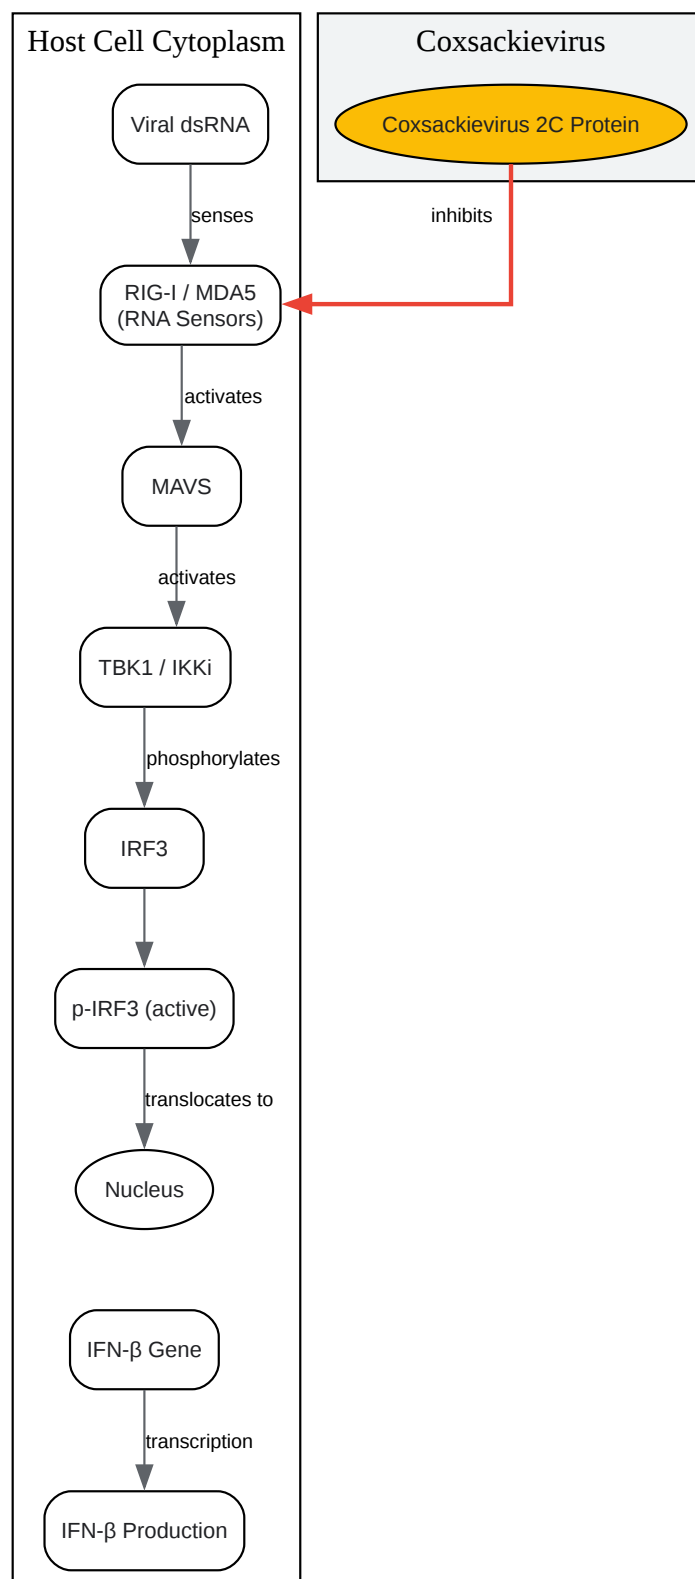 Host Cell Cytoplasm
Coxsackievirus
Viral dsRNA
Coxsackievirus 2C Protein
senses
inhibits
RIG-I / MDA5
(RNA Sensors)
activates
MAVS
activates
TBK1 / IKKi
phosphorylates
IRF3
p-IRF3 (active)
translocates to
Nucleus
IFN-β Gene
transcription
IFN-β Production